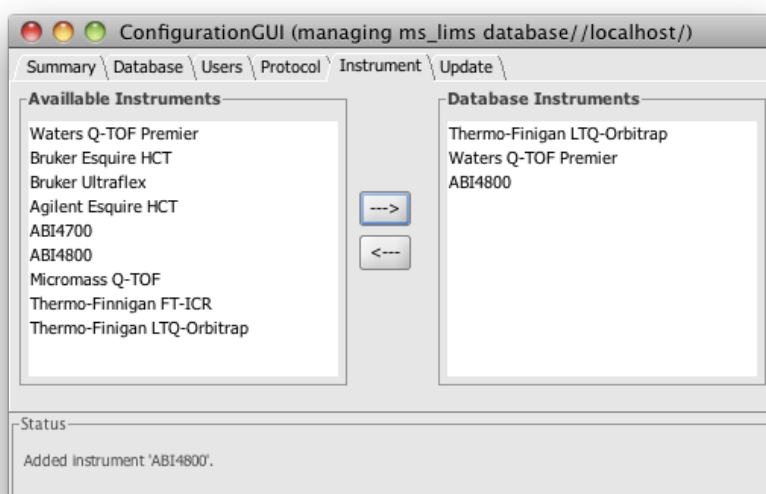 ConfigurationGUI (managing ms_lims database//localhost/)
Summary Database Users Protocol Instrument Update
Availlable Instruments
Waters Q-TOF Premier
Bruker Esquire HCT
Bruker Ultraflex
Agilent Esquire HCT
ABI4700
ABI4800
Micromass Q-TOF
Thermo-Finnigan FT-ICR
Thermo-Finigan LTQ-Orbitrap
--->
<---
Database Instruments
Thermo-Finigan LTQ-Orbitrap
Waters Q-TOF Premier
ABI4800
Status
Added instrument 'ABI4800'.